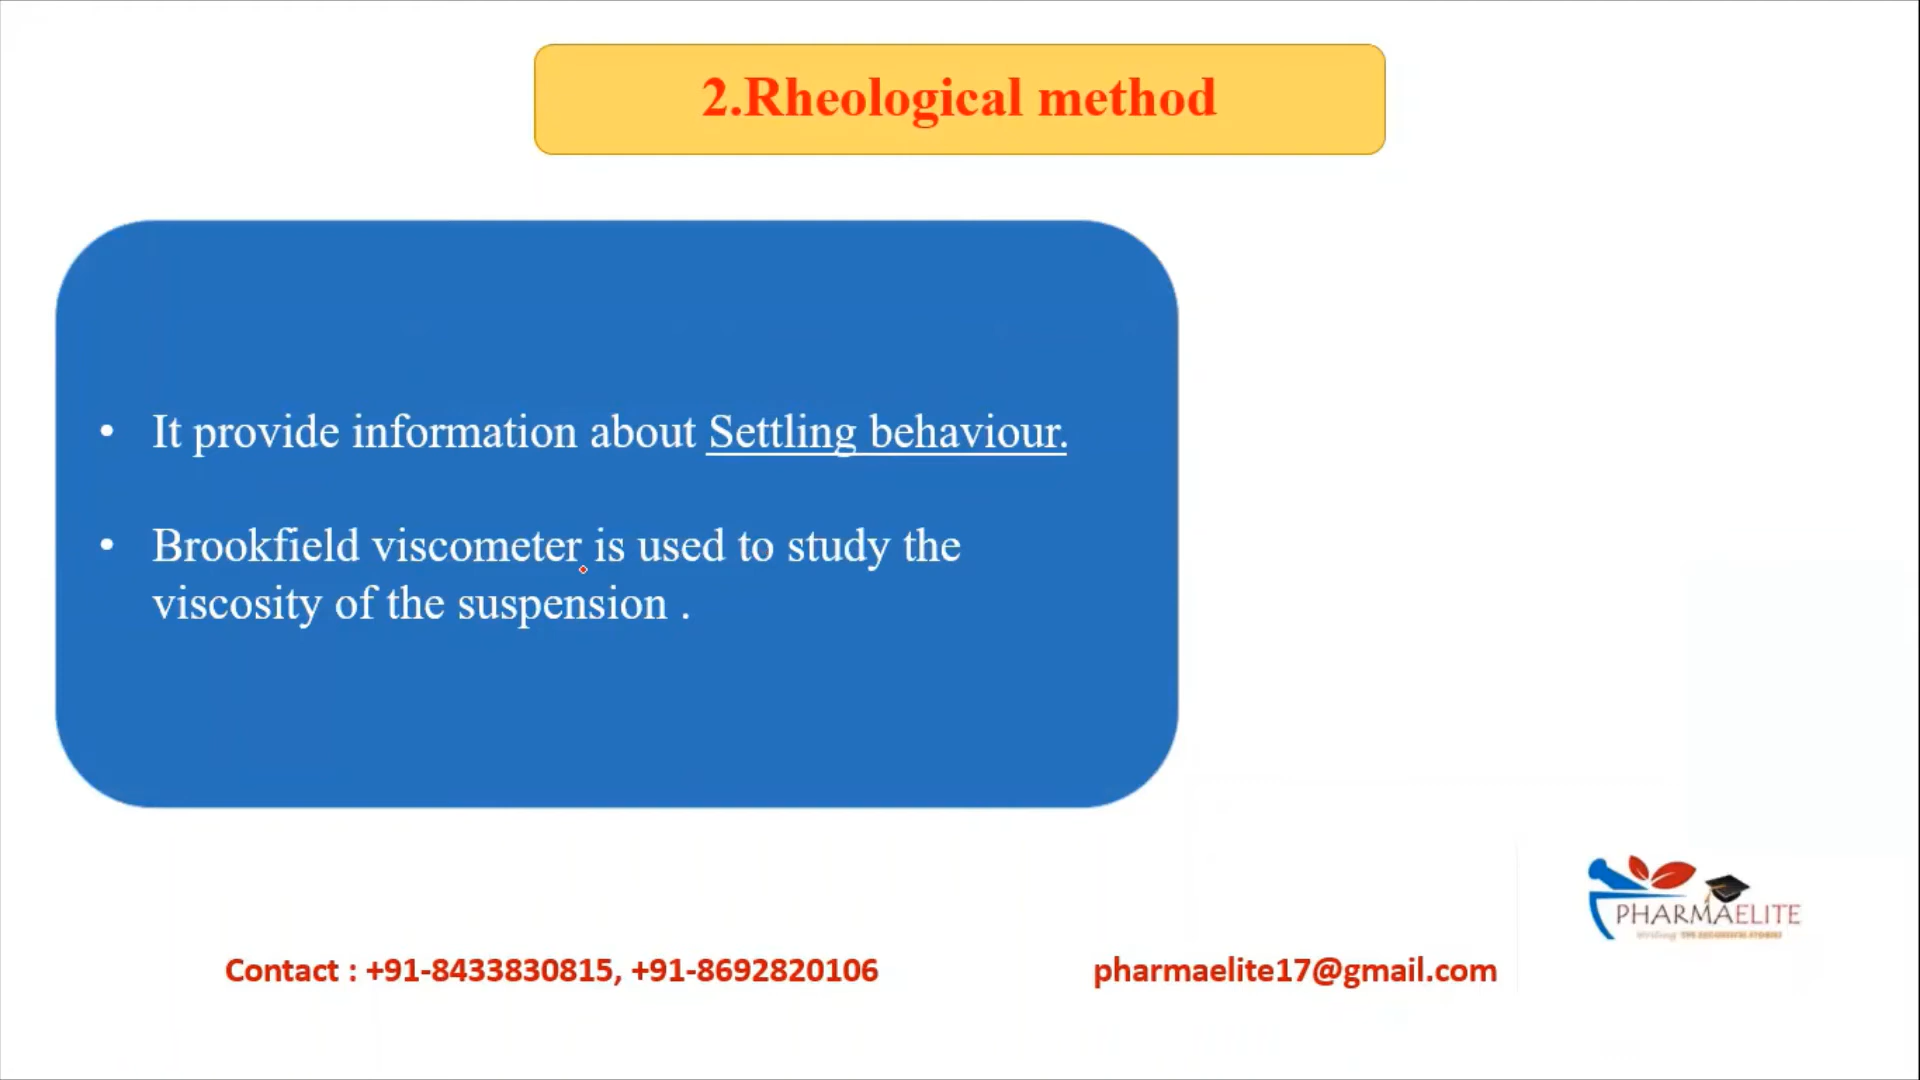 2.Rheological method
• It provide information about Settling behaviour.
• Brookfield viscometer is used to study the
viscosity of the suspension .
PHARMAELITE
Contact : +91-8433830815, +91-8692820106
pharmaelite17@gmail.com